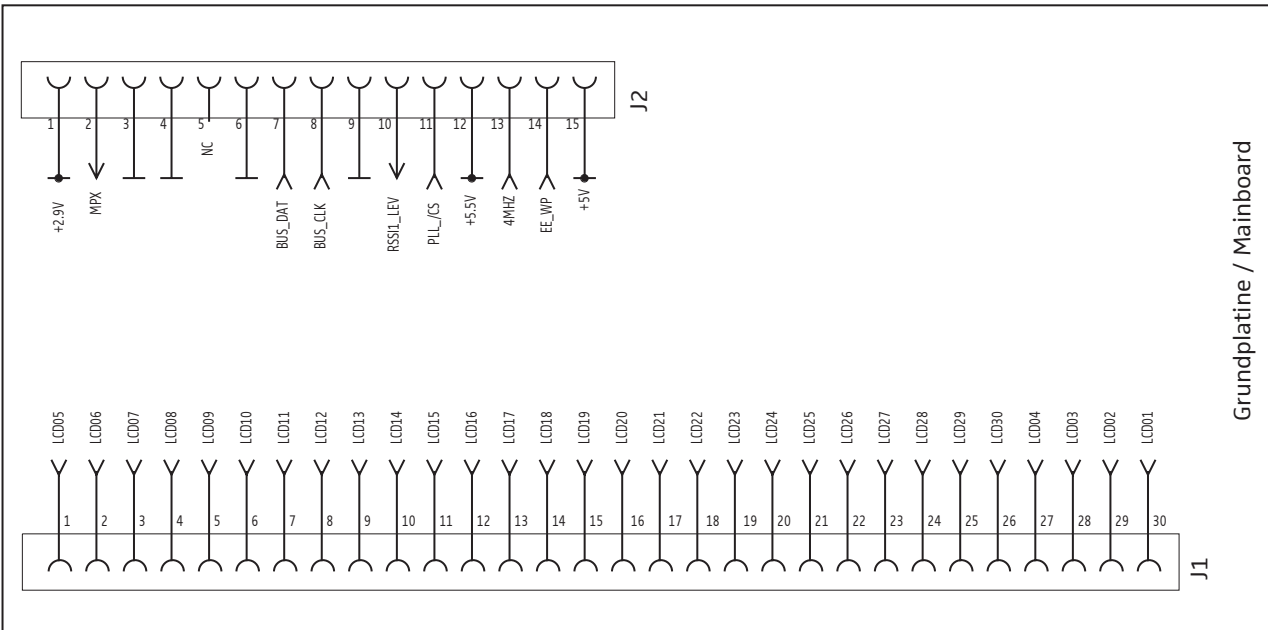 J2
1
2
3
4
5
6
7
8
9
10
11
12
13
14
15
+2.9V
MPX
NC
BUS_DAT
BUS_CLK
RSSI1_LEV
PLL_/CS
+5.5V
4MHZ
EE_WP
+5V
Grundplatine / Mainboard
LCD05
LCD06
LCD07
LCD08
LCD09
LCD10
LCD11
LCD12
LCD13
LCD14
LCD15
LCD16
LCD17
LCD18
LCD19
LCD20
LCD21
LCD22
LCD23
LCD24
LCD25
LCD26
LCD27
LCD28
LCD29
LCD30
LCD04
LCD03
LCD02
LCD01
1
2
3
4
5
6
7
8
9
10
11
12
13
14
15
16
17
18
19
20
21
22
23
24
25
26
27
28
29
30
J1